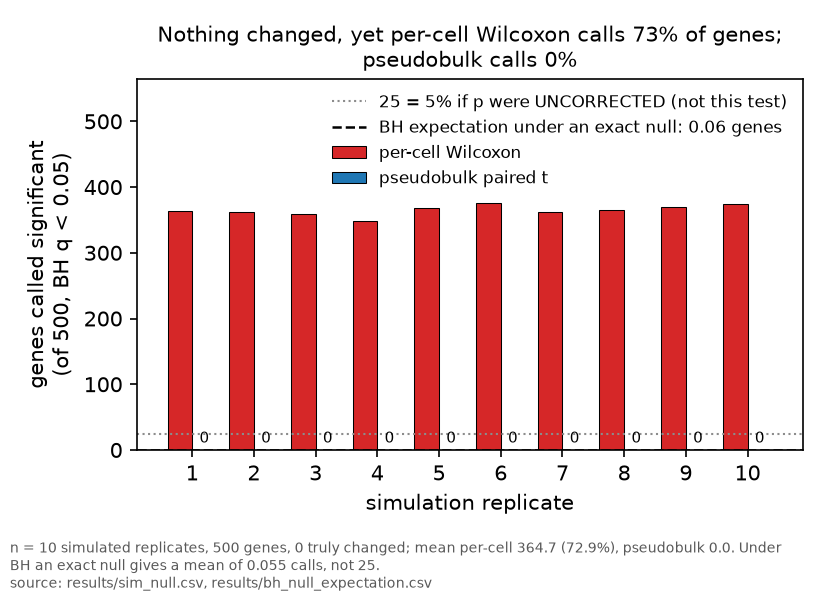 Nothing changed, yet per-cell Wilcoxon calls 73% of genes;
pseudobulk calls 0%
25 = 5% if p were UNCORRECTED (not this test)
BH expectation under an exact null: 0.06 genes
per-cell Wilcoxon
pseudobulk paired t
genes called significant
(of 500, BH q < 0.05)
500
400
300
200
100
0
0 0 0 0 0 0 0 0 0 0
1 2 3 4 5 6 7 8 9 10
simulation replicate
n = 10 simulated replicates, 500 genes, 0 truly changed; mean per-cell 364.7 (72.9%), pseudobulk 0.0. Under
BH an exact null gives a mean of 0.055 calls, not 25.
source: results/sim_null.csv, results/bh_null_expectation.csv